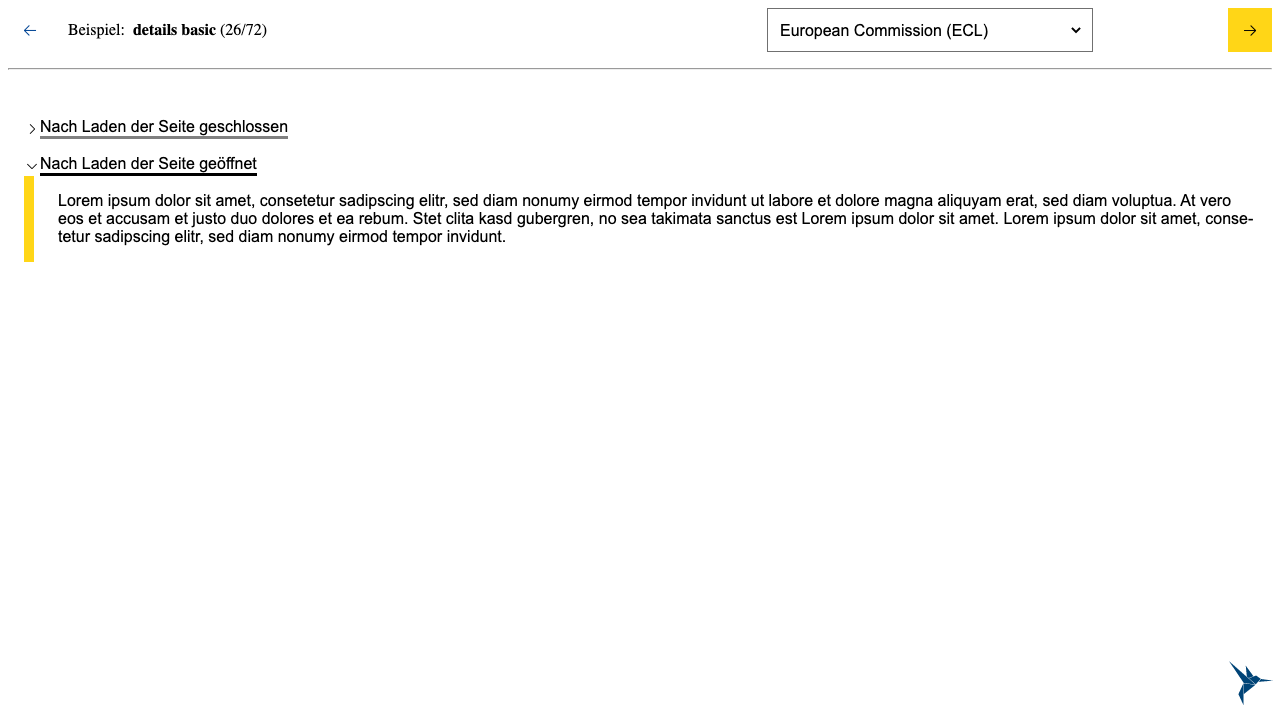 Beispiel: details basic (26/72)
European Commission (ECL)
Nach Laden der Seite geschlossen
Nach Laden der Seite geöffnet
Lorem ipsum dolor sit amet, consetetur sadipscing elitr, sed diam nonumy eirmod tempor invidunt ut labore et dolore magna aliquyam erat, sed diam voluptua. At vero
eos et accusam et justo duo dolores et ea rebum. Stet clita kasd gubergren, no sea takimata sanctus est Lorem ipsum dolor sit amet. Lorem ipsum dolor sit amet, conse-
tetur sadipscing elitr, sed diam nonumy eirmod tempor invidunt.